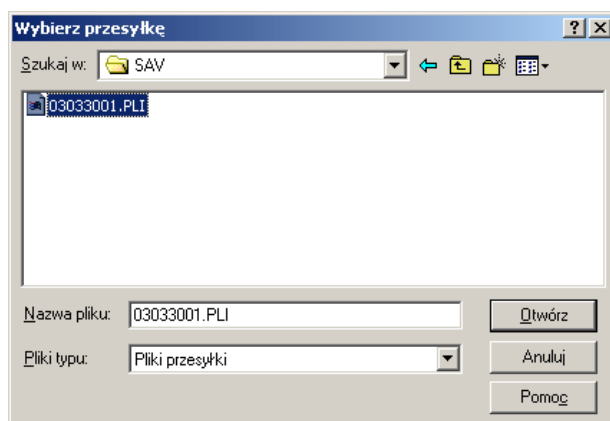 Wybierz przesyłkę
Szukaj w: SAV
03033001.PLI
Nazwa pliku: 03033001.PLI Otwórz
Pliki typu: Pliki przesyłki Anuluj
Pomoc